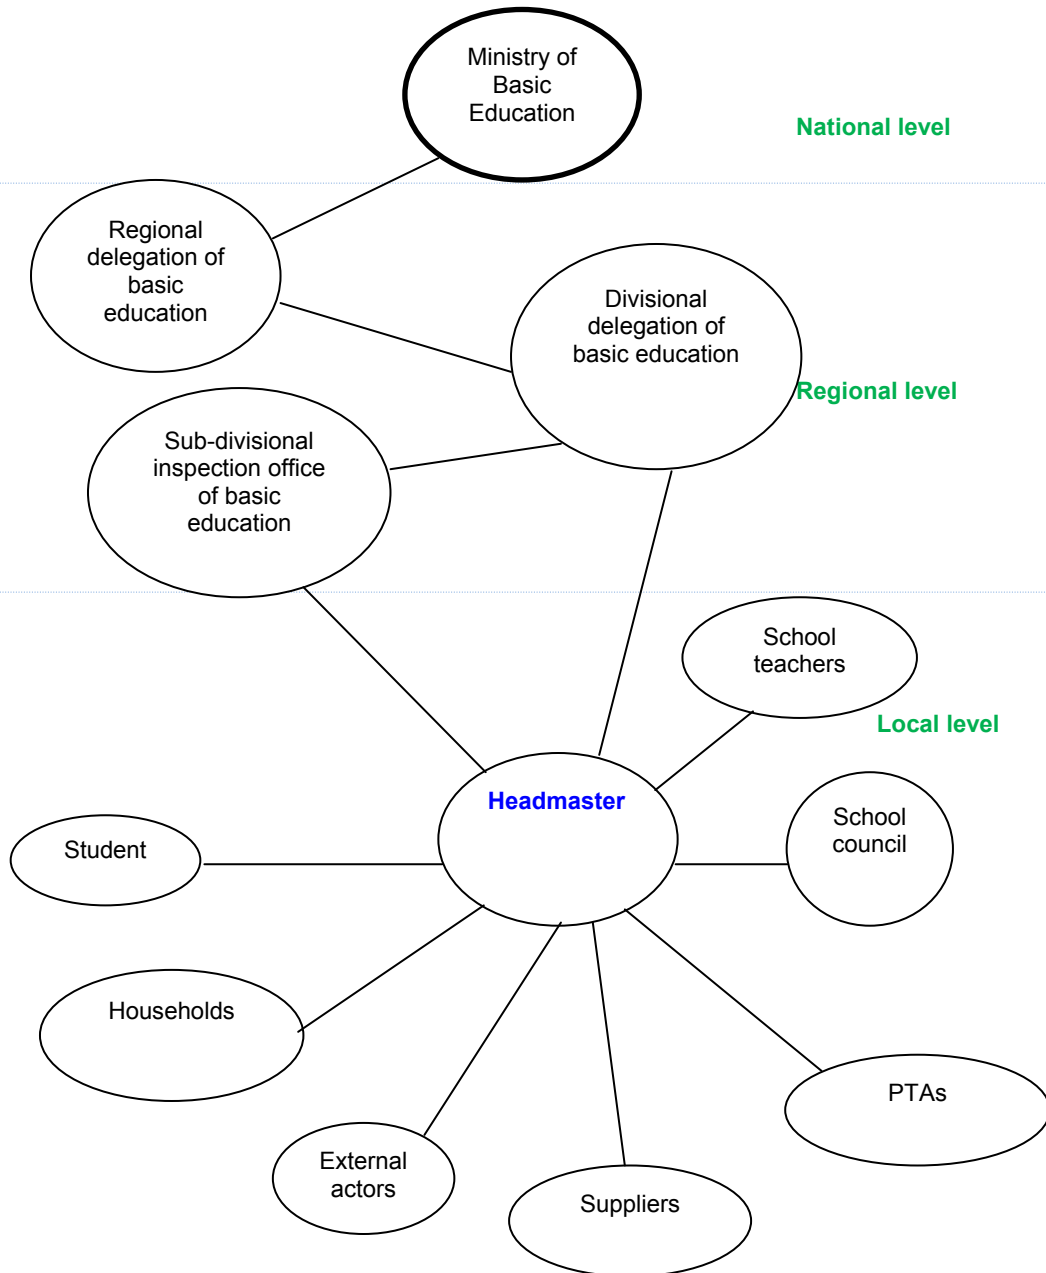 Ministry of
Basic
Education
National level
Regional
delegation of
basic
education
Divisional
delegation of
basic education
Regional level
Sub-divisional
inspection office
of basic
education
School
teachers
Local level
Headmaster
School
council
Student
Households
PTAs
External
actors
Suppliers